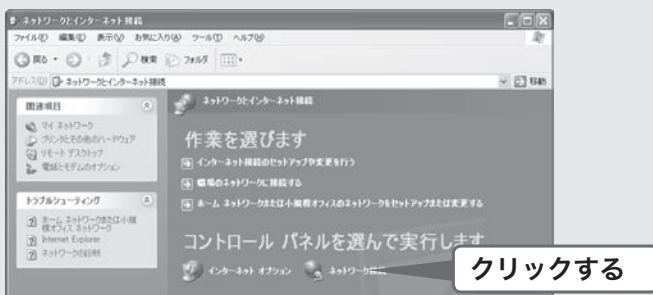 ネットワークとインターネット接続
ファイル(F) 編集(E) 表示(V) お気に入り(A) ツール(T) ヘルプ(H)
戻る 検索 フォルダ
アドレス(D) ネットワークとインターネット接続 移動
関連項目
マイ ネットワーク
プリンタとその他のハードウェア
リモート デスクトップ
電話とモデムのオプション
トラブルシューティング
ホーム ネットワークまたは小規
模オフィス ネットワーク
Internet Explorer
ネットワークの診断
ネットワークとインターネット接続
作業を選びます
インターネット接続のセットアップや変更を行う
職場のネットワークに接続する
ホーム ネットワークまたは小規模オフィスのネットワークをセットアップまたは変更する
コントロール パネルを選んで実行します
インターネット オプション ネットワーク接続
クリックする